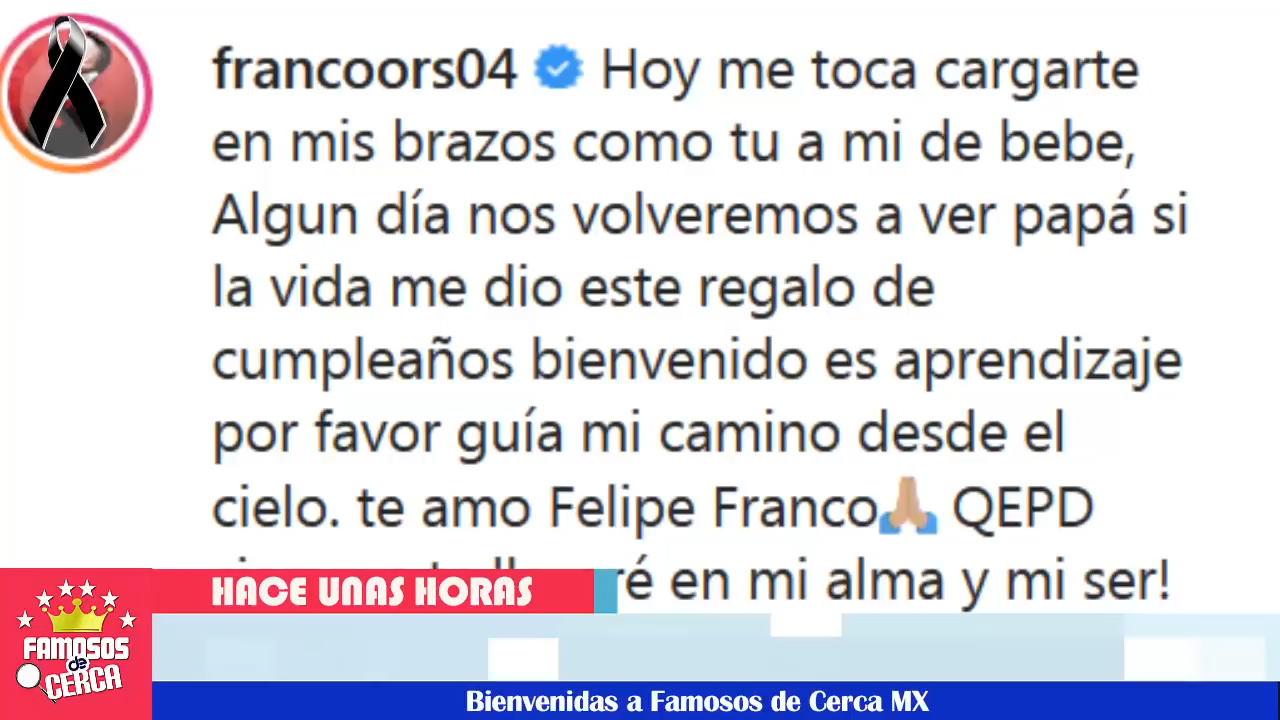 francoors04 Hoy me toca cargarte
en mis brazos como tu a mi de bebe,
Algun día nos volveremos a ver papá si
la vida me dio este regalo de
cumpleaños bienvenido es aprendizaje
por favor guía mi camino desde el
cielo. te amo Felipe Franco🙏🏼 QEPD
en mi alma y mi ser!
HACE UNAS HORAS
FAMOSOS
de
CERCA
Bienvenidas a Famosos de Cerca MX